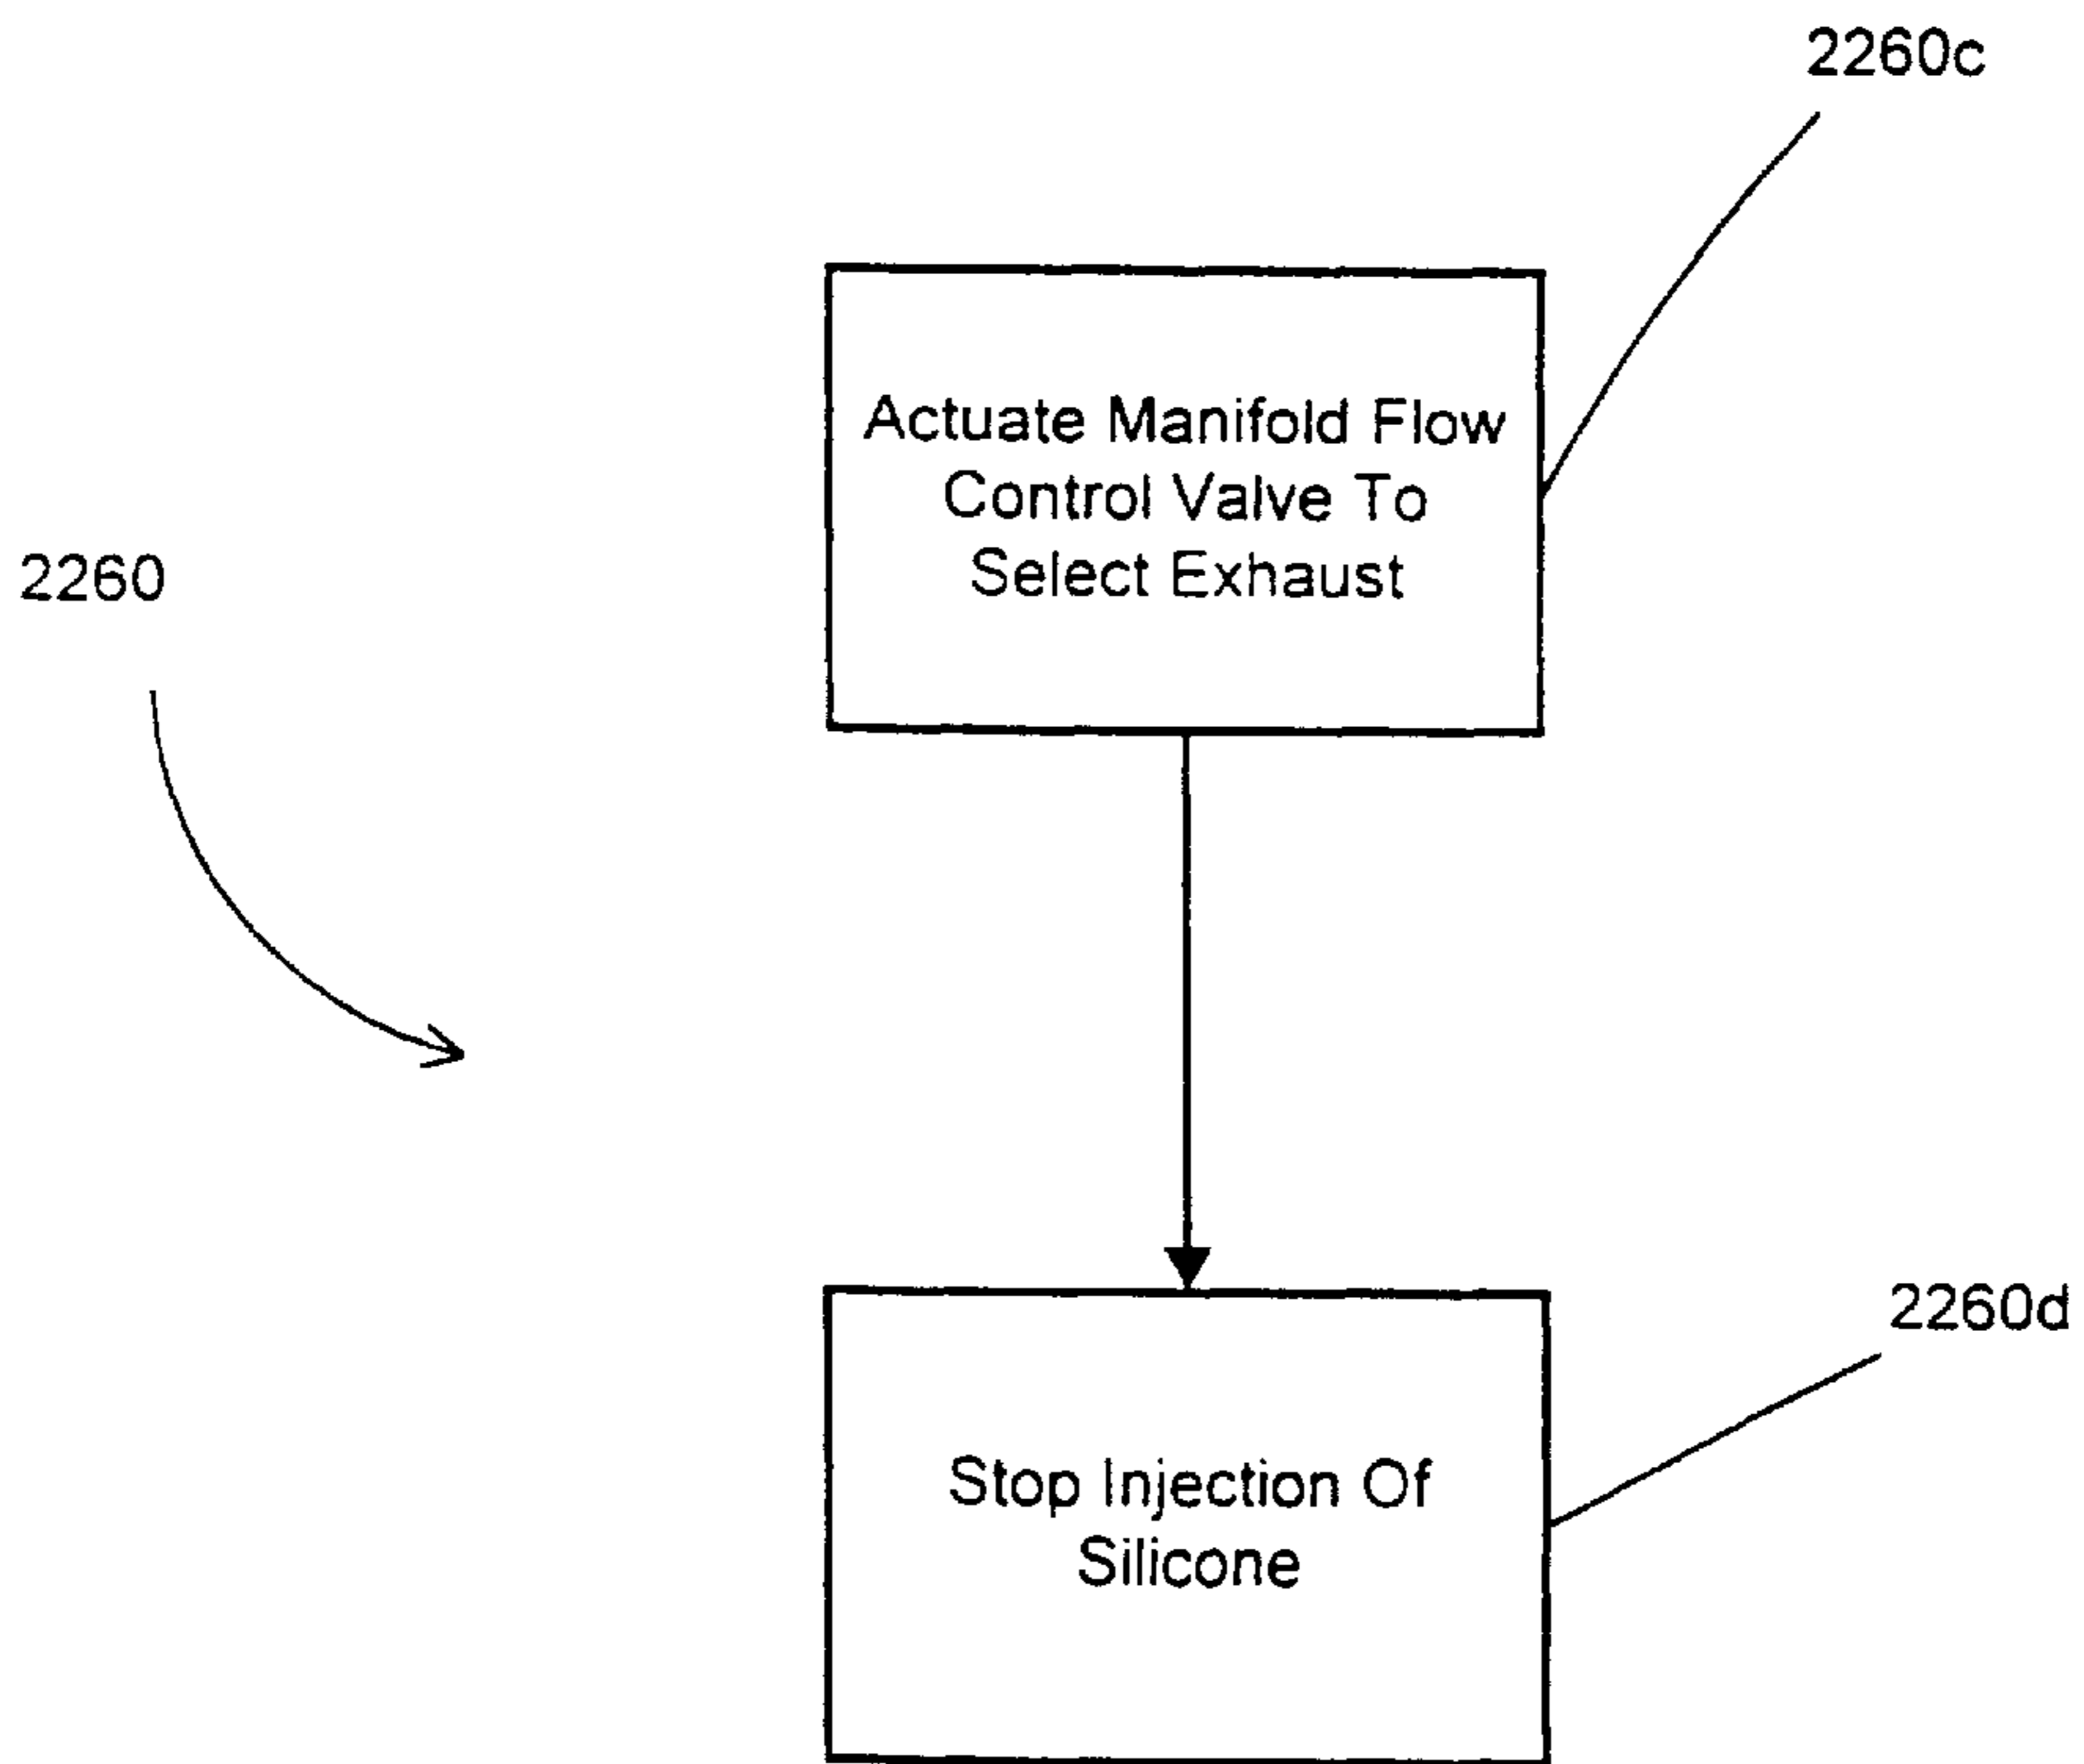 2260c
Actuate Manifold Flow
Control Valve To
Select Exhaust
2260
2260d
Stop Injection Of
Silicone